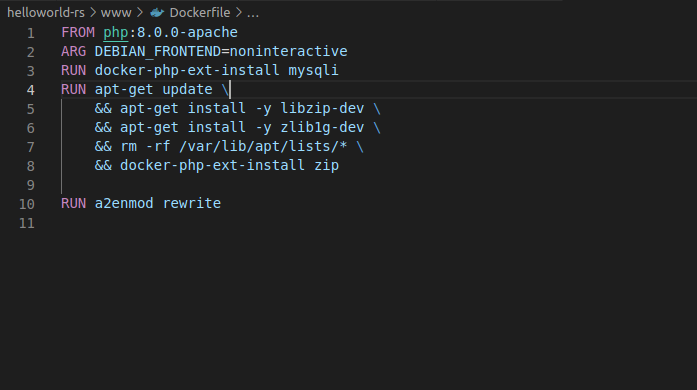 helloworld-rs > www > Dockerfile > ...
1 FROM php:8.0.0-apache
2 ARG DEBIAN_FRONTEND=noninteractive
3 RUN docker-php-ext-install mysqli
4 RUN apt-get update \
5     && apt-get install -y libzip-dev \
6     && apt-get install -y zlib1g-dev \
7     && rm -rf /var/lib/apt/lists/* \
8     && docker-php-ext-install zip
9
10 RUN a2enmod rewrite
11